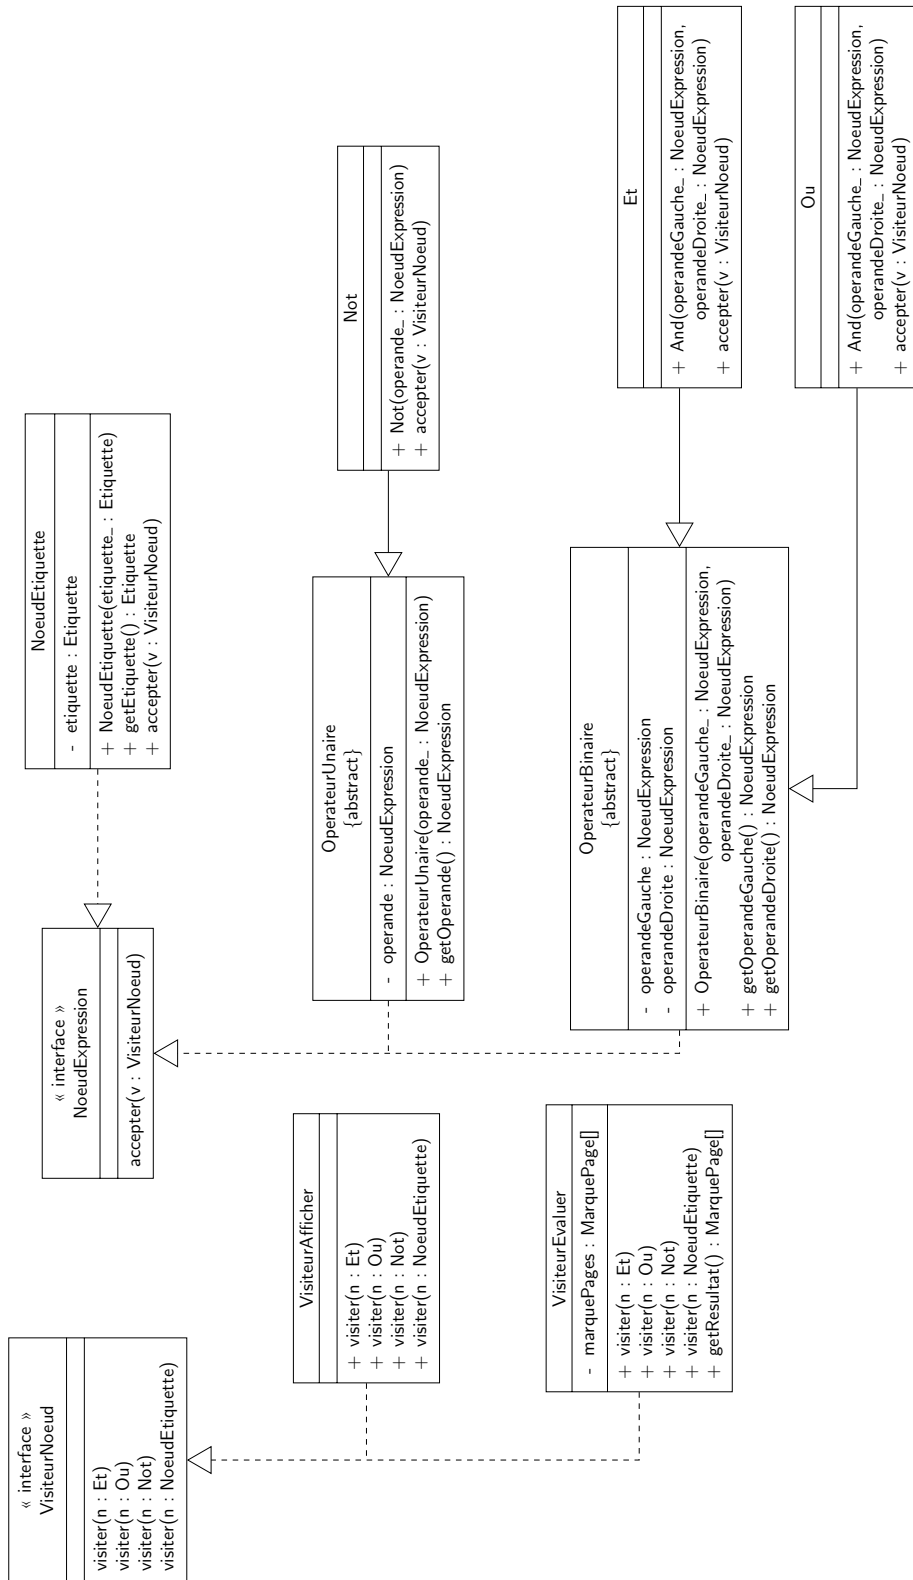 « interface »
VisiteurNoeud
visiter(n : Et)
visiter(n : Ou)
visiter(n : Not)
visiter(n : NoeudEtiquette)
« interface »
NoeudExpression
accepter(v : VisiteurNoeud)
NoeudEtiquette
- etiquette : Etiquette
+ NoeudEtiquette(etiquette_ : Etiquette)
+ getEtiquette() : Etiquette
+ accepter(v : VisiteurNoeud)
VisiteurAfficher
+ visiter(n : Et)
+ visiter(n : Ou)
+ visiter(n : Not)
+ visiter(n : NoeudEtiquette)
OperateurUnaire
{abstract}
- operande : NoeudExpression
+ OperateurUnaire(operande_ : NoeudExpression)
+ getOperande() : NoeudExpression
Not
+ Not(operande_ : NoeudExpression)
+ accepter(v : VisiteurNoeud)
VisiteurEvaluer
- marquePages : MarquePage[]
+ visiter(n : Et)
+ visiter(n : Ou)
+ visiter(n : Not)
+ visiter(n : NoeudEtiquette)
+ getResultat() : MarquePage[]
OperateurBinaire
{abstract}
- operandeGauche : NoeudExpression
- operandeDroite : NoeudExpression
+ OperateurBinaire(operandeGauche_ : NoeudExpression,
operandeDroite_ : NoeudExpression)
+ getOperandeGauche() : NoeudExpression
+ getOperandeDroite() : NoeudExpression
Et
+ And(operandeGauche_ : NoeudExpression,
operandeDroite_ : NoeudExpression)
+ accepter(v : VisiteurNoeud)
Ou
+ And(operandeGauche_ : NoeudExpression,
operandeDroite_ : NoeudExpression)
+ accepter(v : VisiteurNoeud)